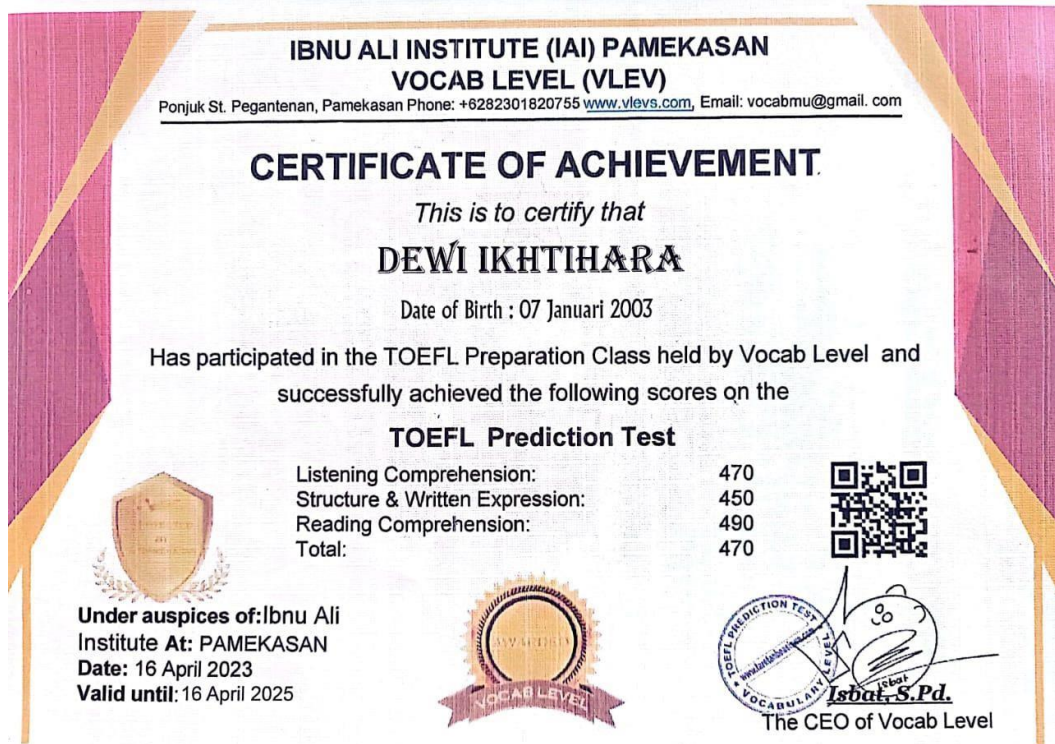 IBNU ALI INSTITUTE (IAI) PAMEKASAN
VOCAB LEVEL (VLEV)
Ponjuk St. Pegantenan, Pamekasan Phone: +6282301820755 www.vlevs.com, Email: vocabmu@gmail. com
CERTIFICATE OF ACHIEVEMENT
This is to certify that
DEWI IKHTIHARA
Date of Birth : 07 Januari 2003
Has participated in the TOEFL Preparation Class held by Vocab Level and
successfully achieved the following scores on the
TOEFL Prediction Test
Listening Comprehension: 470
Structure & Written Expression: 450
Reading Comprehension: 490
Total: 470
Under auspices of:Ibnu Ali
Institute At: PAMEKASAN
Date: 16 April 2023
Valid until: 16 April 2025
AWARDED
VOCAB LEVEL
TOEFL PREDICTION TEST
VOCABULARY LEVEL
Isbat
Isbat, S.Pd.
The CEO of Vocab Level